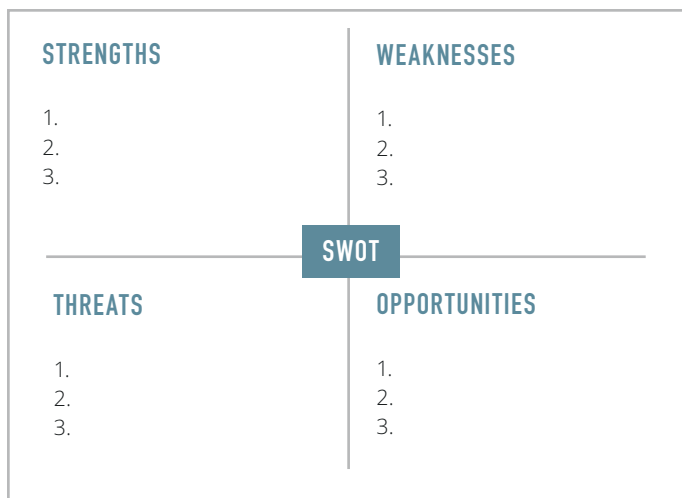 STRENGTHS
1.
2.
3.
WEAKNESSES
1.
2.
3.
SWOT
THREATS
1.
2.
3.
OPPORTUNITIES
1.
2.
3.